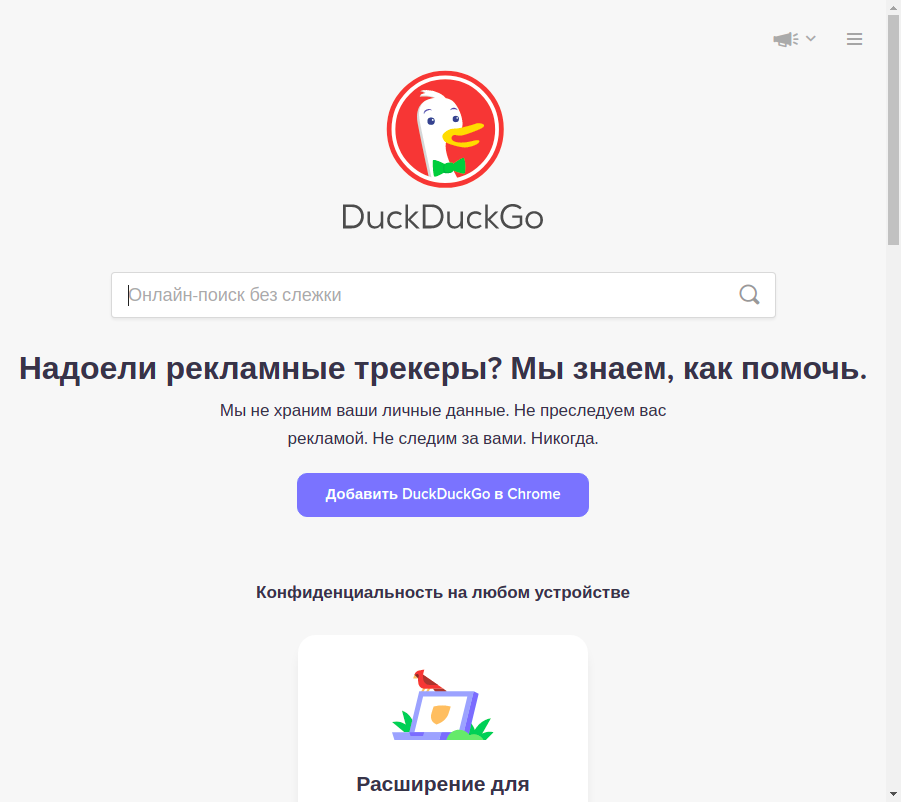 DuckDuckGo
Онлайн-поиск без слежки
Надоели рекламные трекеры? Мы знаем, как помочь.
Мы не храним ваши личные данные. Не преследуем вас
рекламой. Не следим за вами. Никогда.
Добавить DuckDuckGo в Chrome
Конфиденциальность на любом устройстве
Расширение для